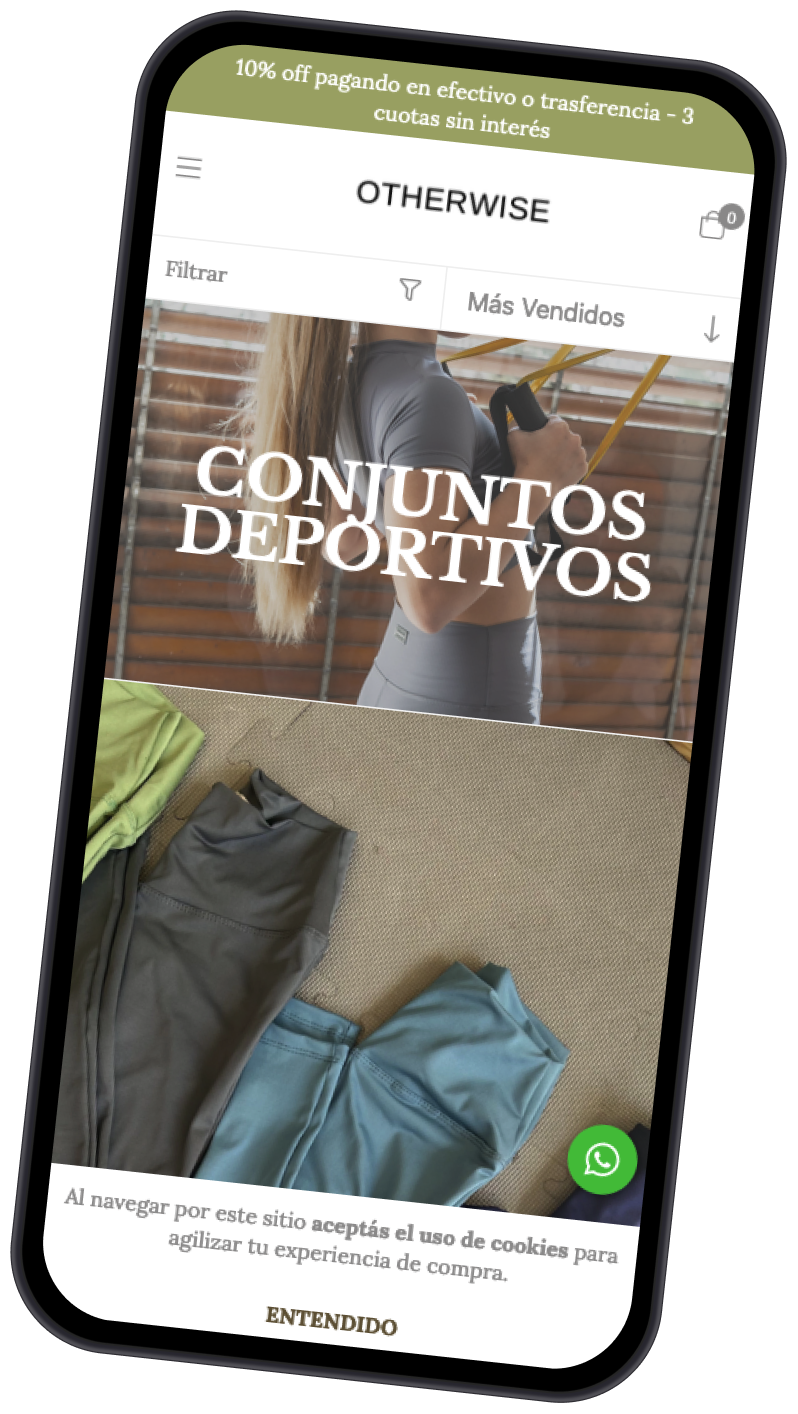 10% off pagando en efectivo o trasferencia - 3
cuotas sin interés
OTHERWISE
0
Filtrar
Más Vendidos
CONJUNTOS
DEPORTIVOS
Al navegar por este sitio aceptás el uso de cookies para
agilizar tu experiencia de compra.
ENTENDIDO